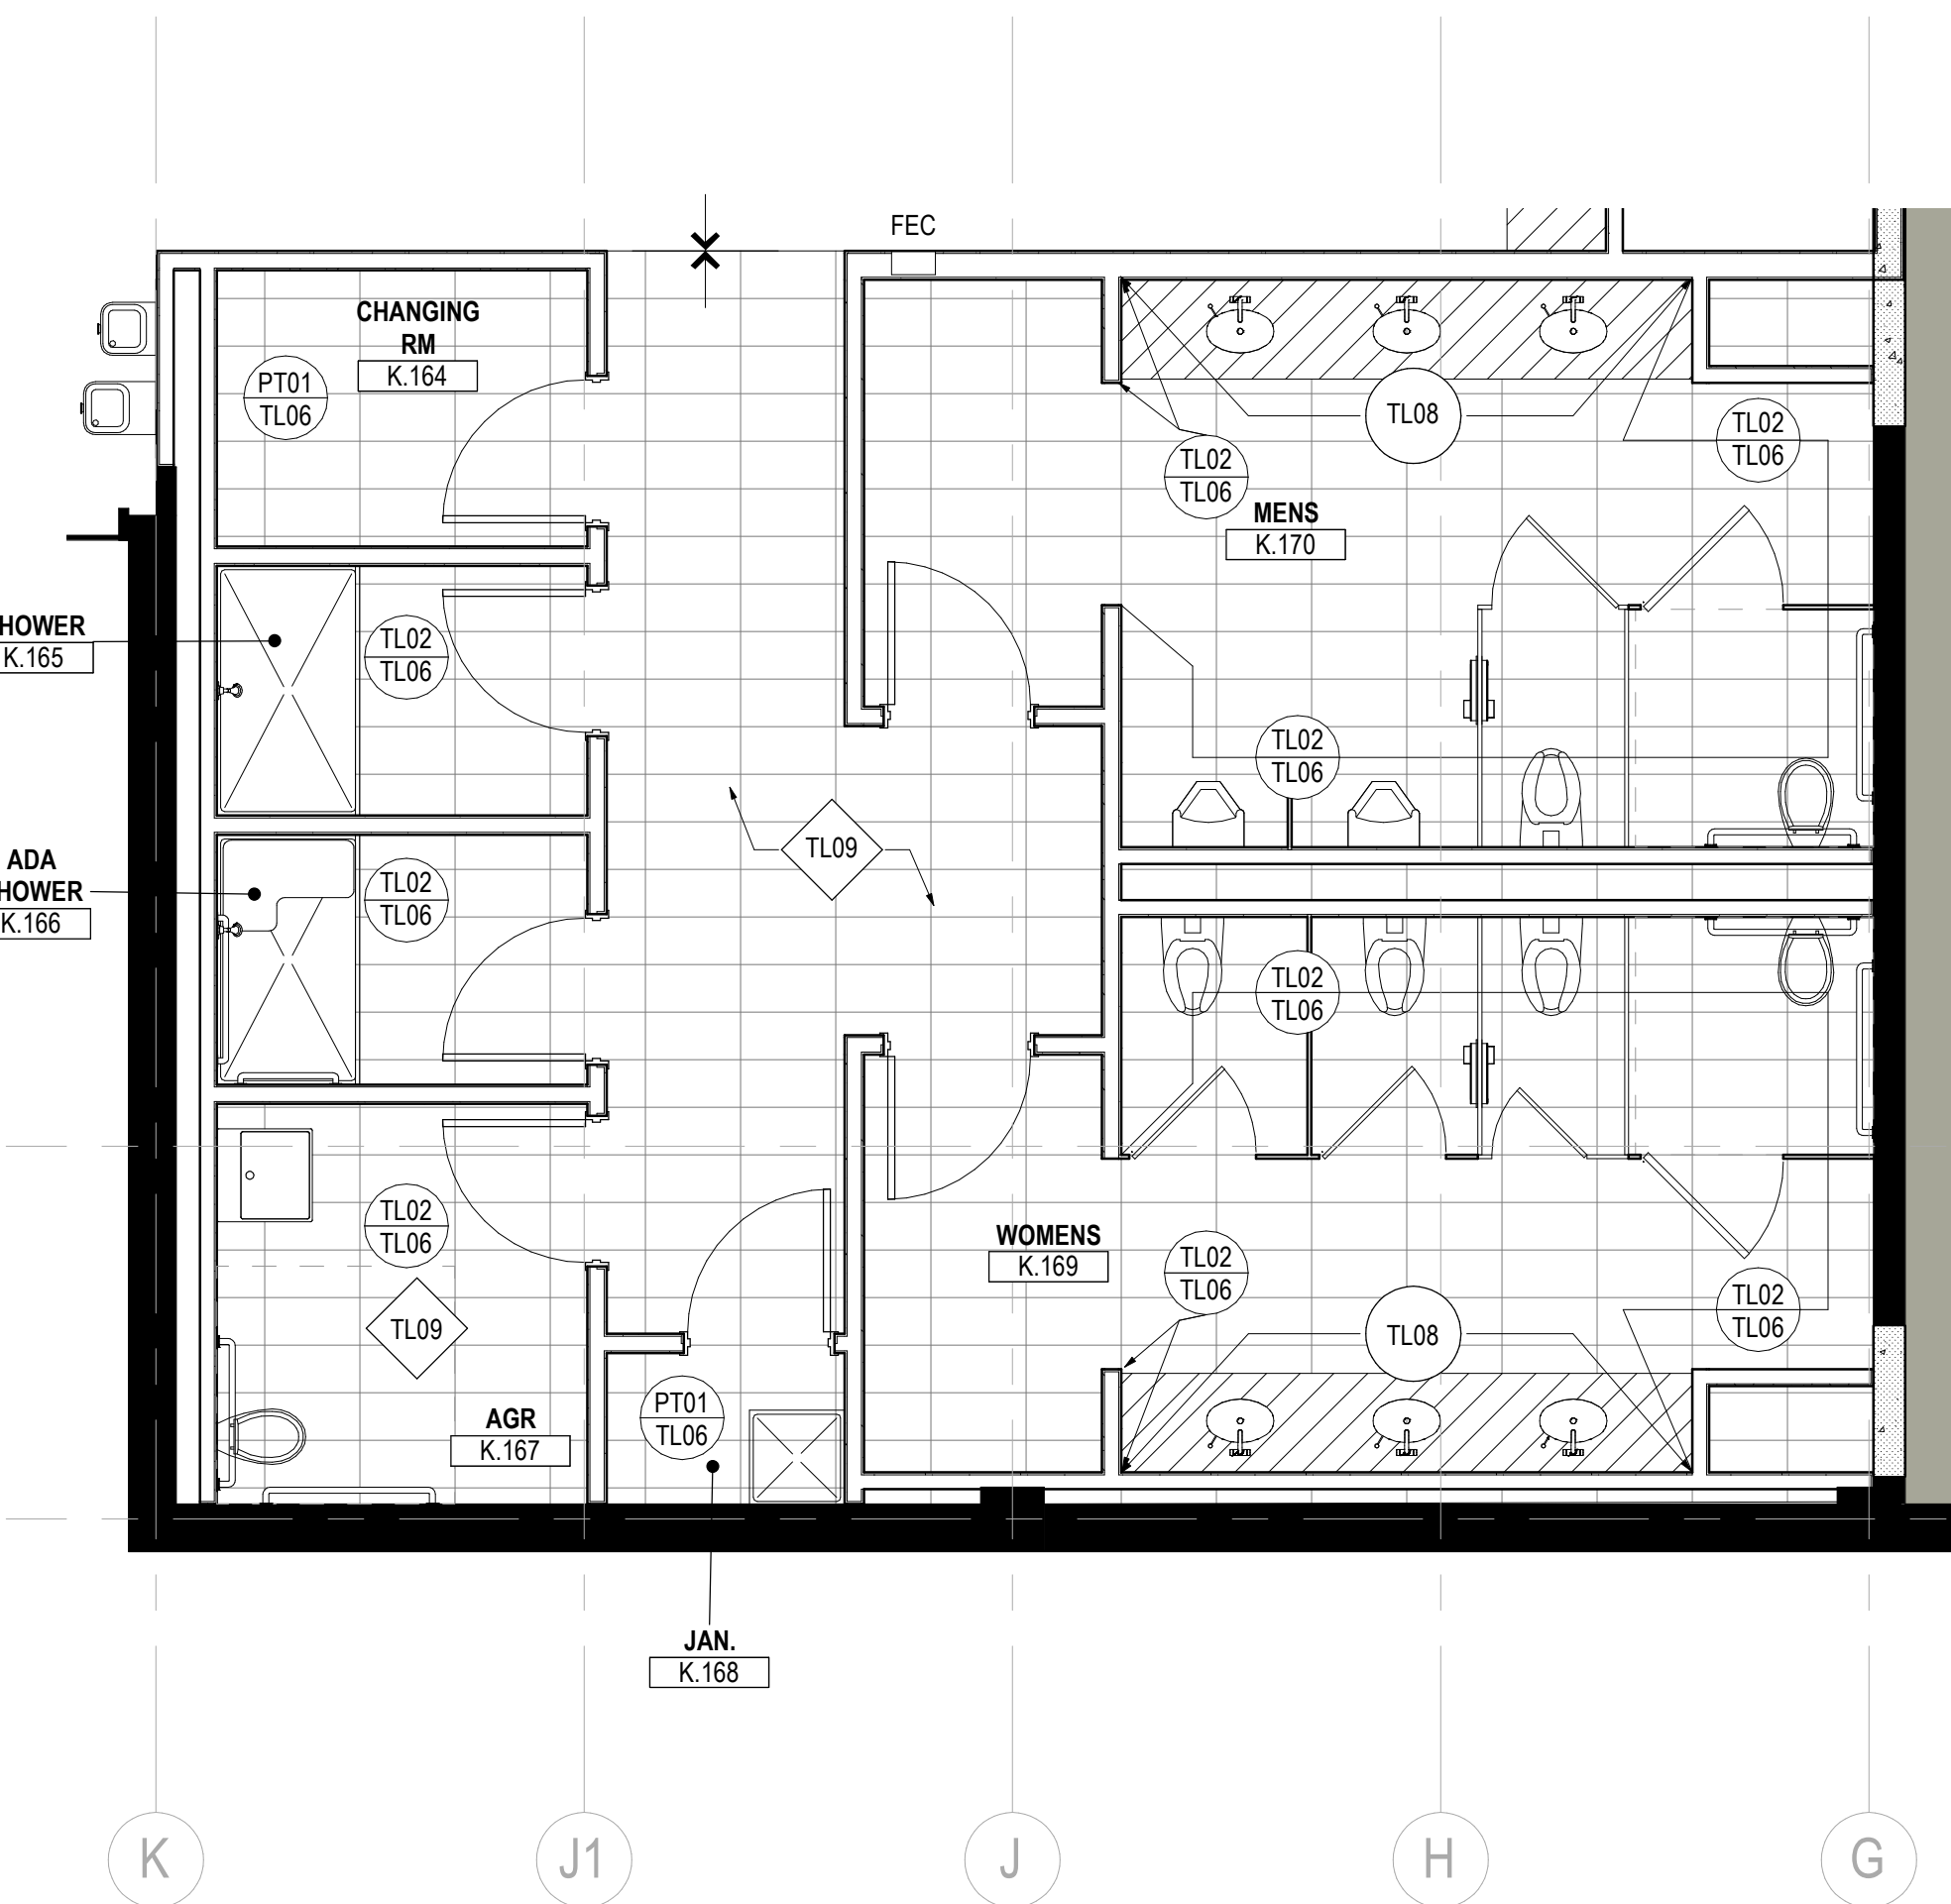 FEC
CHANGING
RM
K.164
PT01
TL06
TL08
TL02
TL06
TL02
TL06
MENS
K.170
HOWER
K.165
TL02
TL06
TL02
TL06
TL09
ADA
HOWER
K.166
TL02
TL06
TL02
TL06
TL02
TL06
WOMENS
K.169
TL02
TL06
TL08
TL02
TL06
TL09
AGR
K.167
PT01
TL06
JAN.
K.168
K
J1
J
H
G